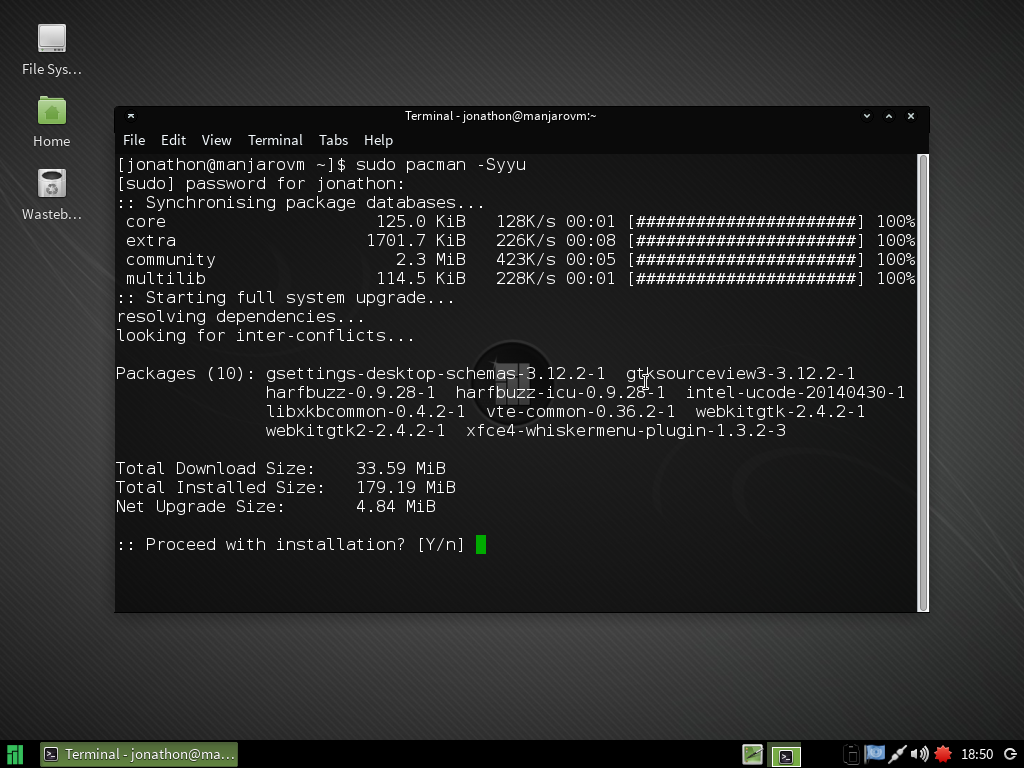 File Sys...
Home
Wasteb...
Terminal - jonathon@manjarovm:~
File Edit View Terminal Tabs Help
[jonathon@manjarovm ~]$ sudo pacman -Syyu
[sudo] password for jonathon:
:: Synchronising package databases...
core 125.0 KiB 128K/s 00:01 [######################] 100%
extra 1701.7 KiB 226K/s 00:08 [######################] 100%
community 2.3 MiB 423K/s 00:05 [######################] 100%
multilib 114.5 KiB 228K/s 00:01 [######################] 100%
:: Starting full system upgrade...
resolving dependencies...
looking for inter-conflicts...
Packages (10): gsettings-desktop-schemas-3.12.2-1 gtksourceview3-3.12.2-1
harfbuzz-0.9.28-1 harfbuzz-icu-0.9.28-1 intel-ucode-20140430-1
libxkbcommon-0.4.2-1 vte-common-0.36.2-1 webkitgtk-2.4.2-1
webkitgtk2-2.4.2-1 xfce4-whiskermenu-plugin-1.3.2-3
Total Download Size: 33.59 MiB
Total Installed Size: 179.19 MiB
Net Upgrade Size: 4.84 MiB
:: Proceed with installation? [Y/n]
Terminal - jonathon@ma...
18:50